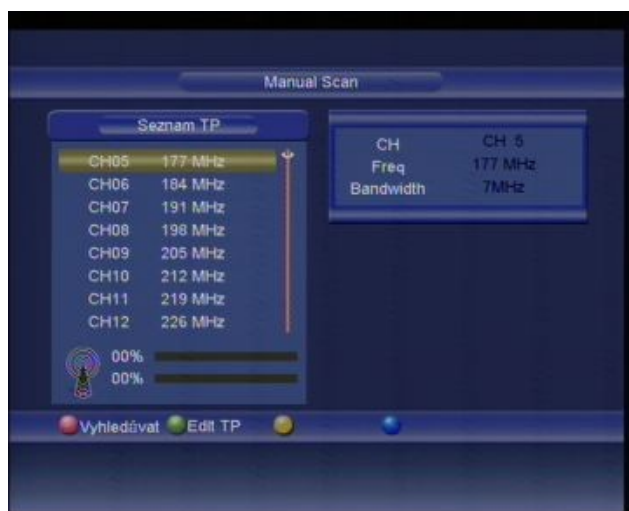 Manual Scan
Seznam TP
CH05 177 MHz
CH06 184 MHz
CH07 191 MHz
CH08 198 MHz
CH09 205 MHz
CH10 212 MHz
CH11 219 MHz
CH12 226 MHz
00%
00%
CH CH 5
Freq 177 MHz
Bandwidth 7MHz
Vyhledávat Edit TP